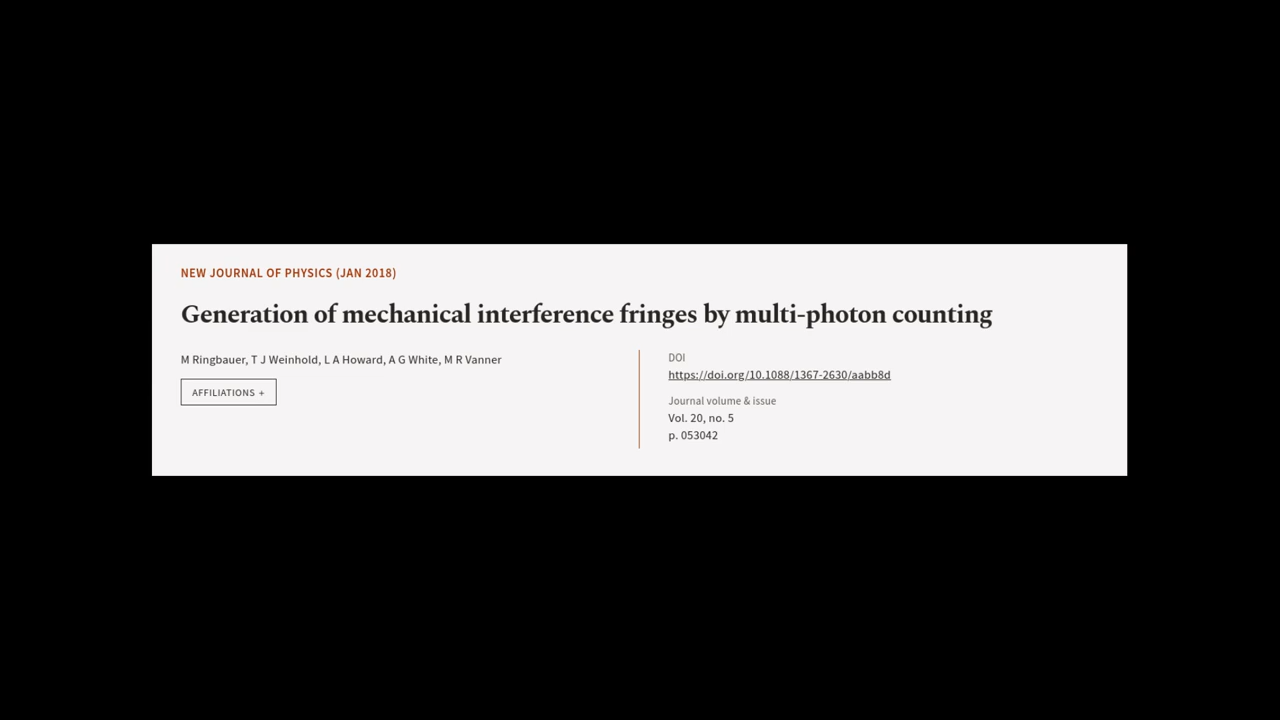 NEW JOURNAL OF PHYSICS (JAN 2018)
Generation of mechanical interference fringes by multi-photon counting
M Ringbauer, T J Weinhold, L A Howard, A G White, M R Vanner
AFFILIATIONS +
DOI
https://doi.org/10.1088/1367-2630/aabb8d
Journal volume & issue
Vol. 20, no. 5
p. 053042